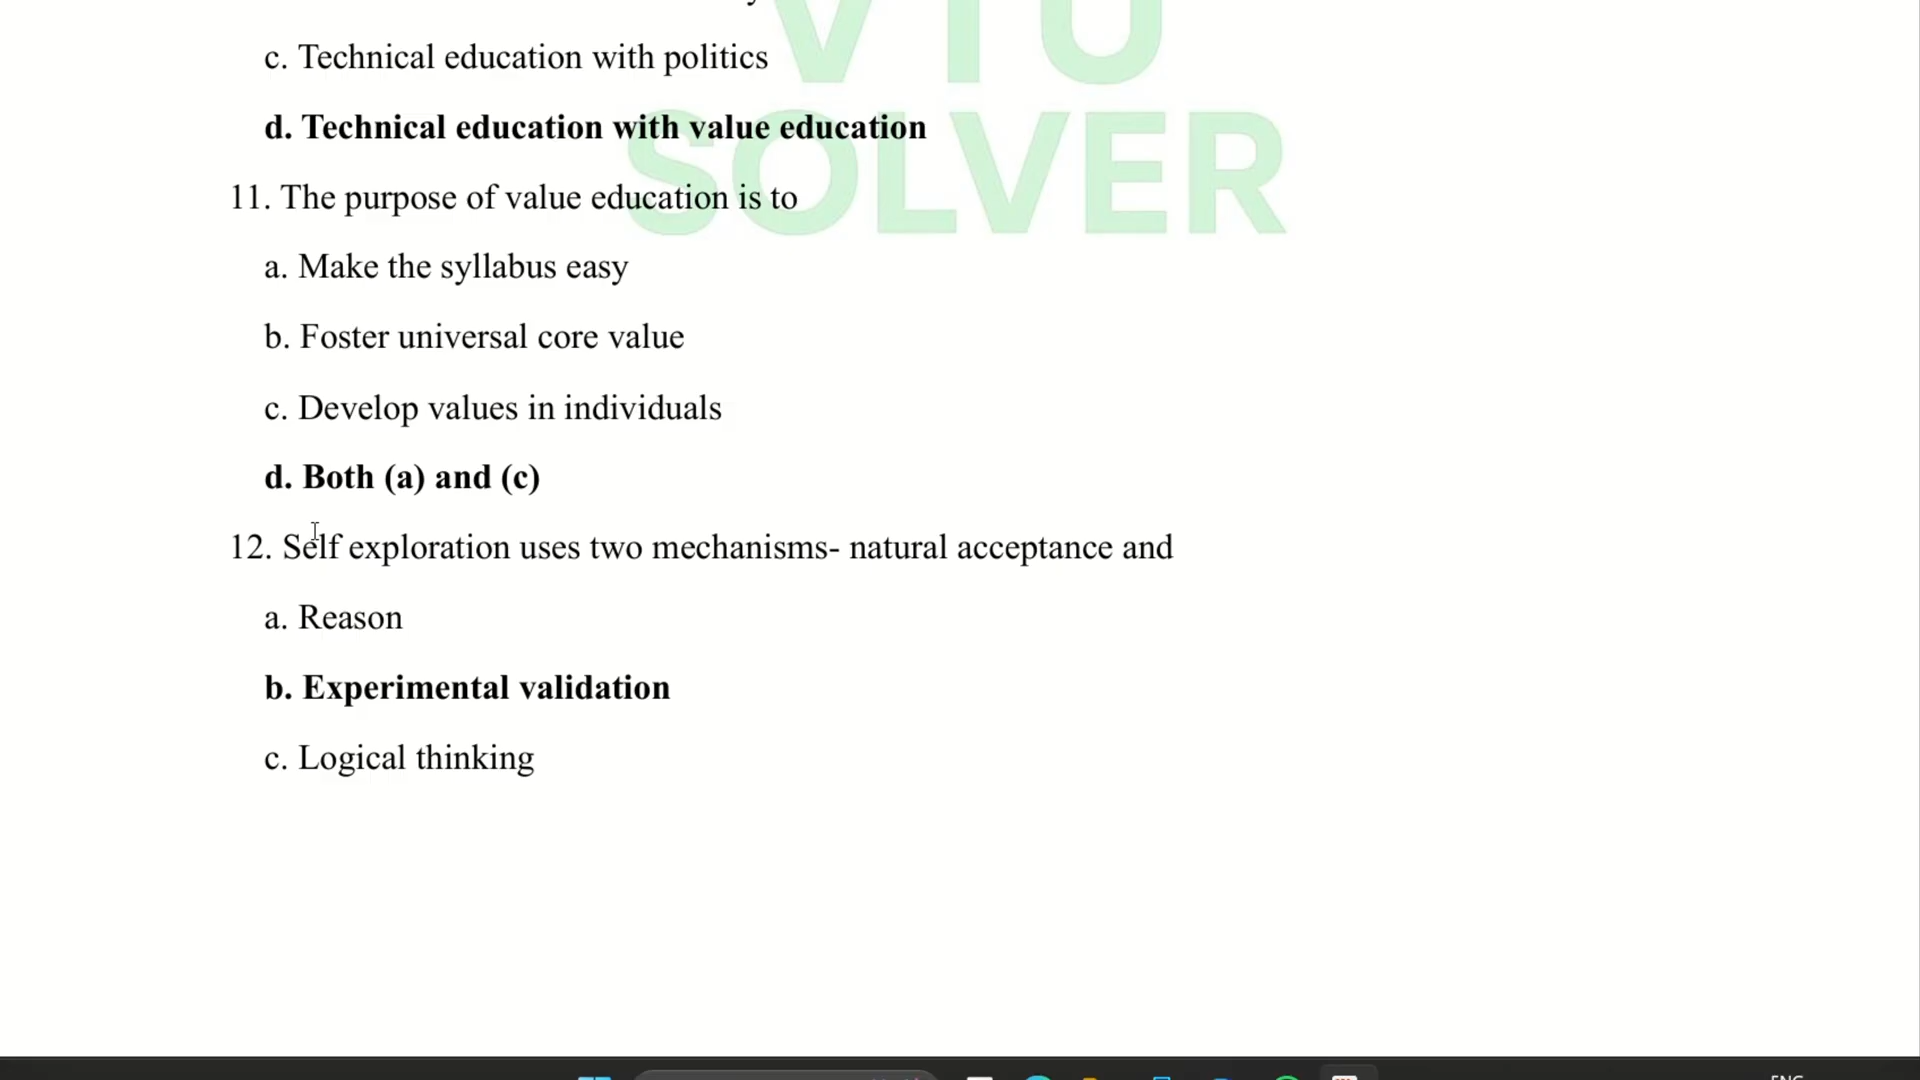 VTU
SOLVER
c. Technical education with politics
d. Technical education with value education
11. The purpose of value education is to
a. Make the syllabus easy
b. Foster universal core value
c. Develop values in individuals
d. Both (a) and (c)
12. Self exploration uses two mechanisms- natural acceptance and
a. Reason
b. Experimental validation
c. Logical thinking
ENG